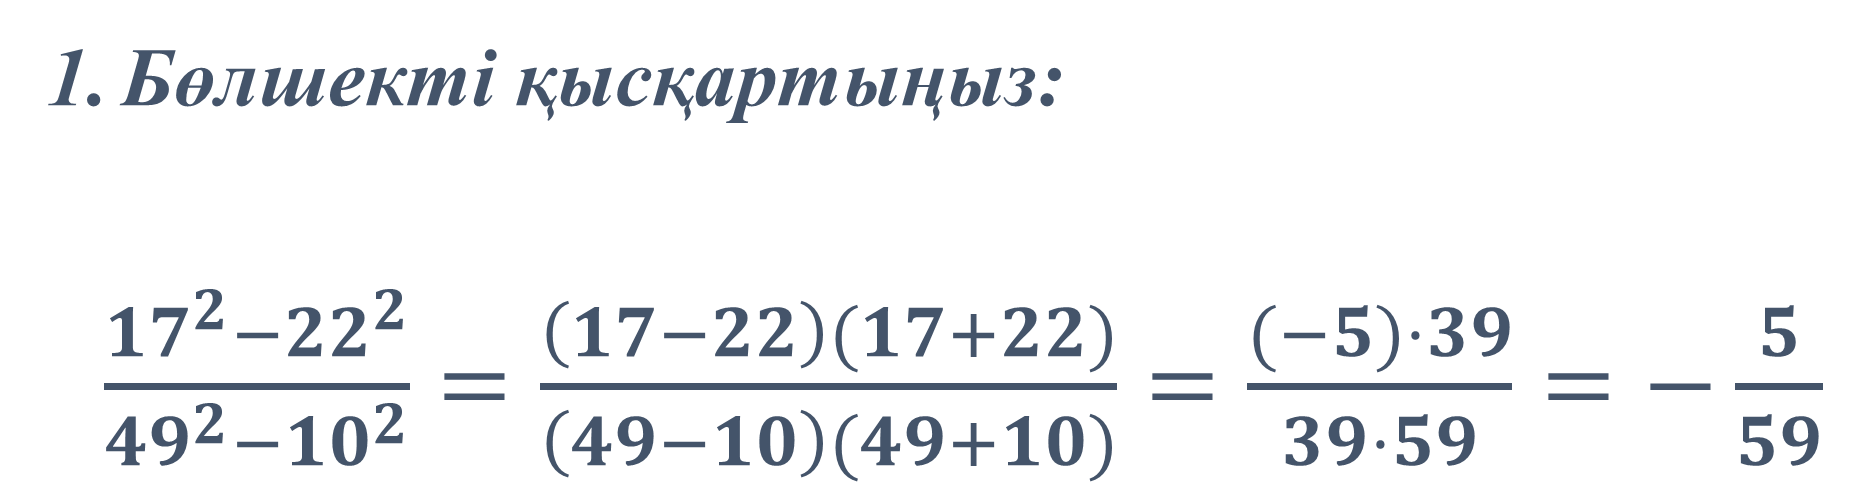 1. Бөлшекті қысқартыңыз:
17²−22² / 49²−10² = (17−22)(17+22) / (49−10)(49+10) = (−5)·39 / 39·59 = − 5 / 59